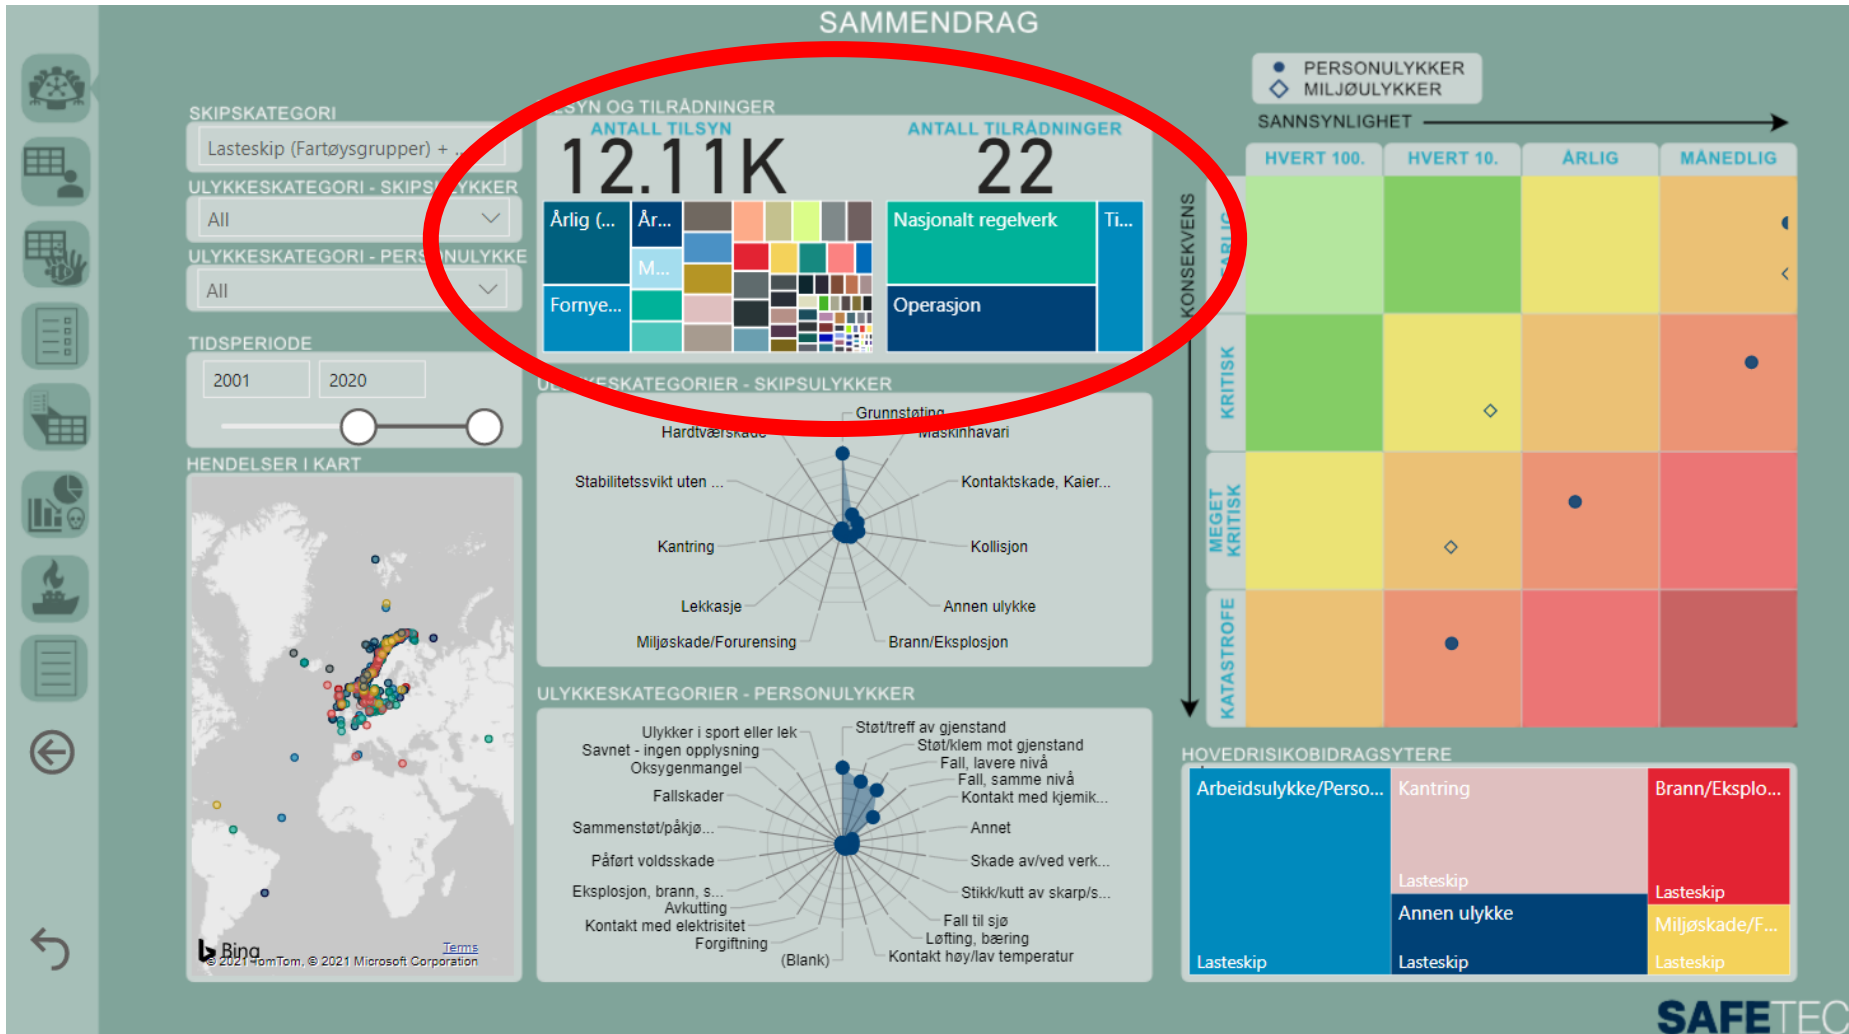 SAMMENDRAG
SKIPSKATEGORI
Lasteskip (Fartøysgrupper) + ...
ULYKKESKATEGORI - SKIPSULYKKER
All
ULYKKESKATEGORI - PERSONULYKKE
All
TIDSPERIODE
2001
2020
HENDELSER I KART
Bing
Terms
© 2021 TomTom, © 2021 Microsoft Corporation
OG TILRÅDNINGER
ANTALL TILSYN
12.11K
ANTALL TILRÅDNINGER
22
Årlig (...
År...
M...
Fornye...
Nasjonalt regelverk
Ti...
Operasjon
ULYKKESKATEGORIER - SKIPSULYKKER
Grunnstøting
Hardtværskade
Maskinhavari
Stabilitetssvikt uten ...
Kontaktskade, Kaier...
Kantring
Kollisjon
Lekkasje
Annen ulykke
Miljøskade/Forurensing
Brann/Eksplosjon
ULYKKESKATEGORIER - PERSONULYKKER
Ulykker i sport eller lek
Støt/treff av gjenstand
Savnet - ingen opplysning
Støt/klem mot gjenstand
Oksygenmangel
Fall, lavere nivå
Fall, samme nivå
Fallskader
Kontakt med kjemik...
Sammenstøt/påkjø...
Annet
Påført voldsskade
Skade av/ved verk...
Eksplosjon, brann, s...
Stikk/kutt av skarp/s...
Avkutting
Fall til sjø
Kontakt med elektrisitet
Løfting, bæring
Forgiftning
Kontakt høy/lav temperatur
(Blank)
PERSONULYKKER
MILJØULYKKER
SANNSYNLIGHET
HVERT 100.
HVERT 10.
ÅRLIG
MÅNEDLIG
KONSEKVENS
FARLIG
KRITISK
MEGET
KRITISK
KATASTROFE
HOVEDRISIKOBIDRAGSYTERE
Arbeidsulykke/Perso...
Lasteskip
Kantring
Lasteskip
Annen ulykke
Lasteskip
Brann/Eksplo...
Lasteskip
Miljøskade/F...
Lasteskip
SAFETEC